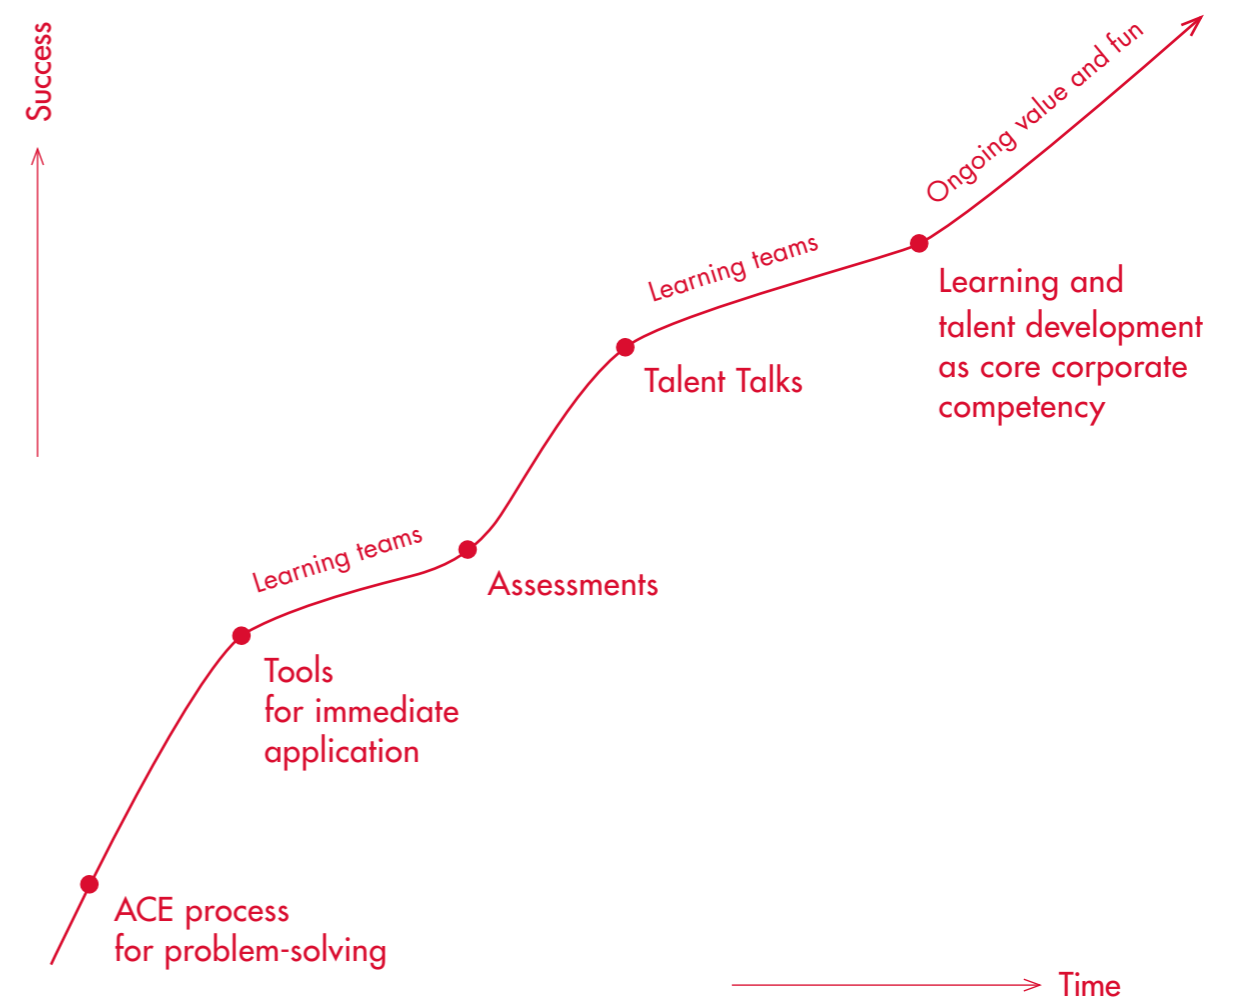 Success
Ongoing value and fun
Learning teams
Learning and
talent development
as core corporate
competency
Talent Talks
Learning teams
Assessments
Tools
for immediate
application
ACE process
for problem-solving
Time